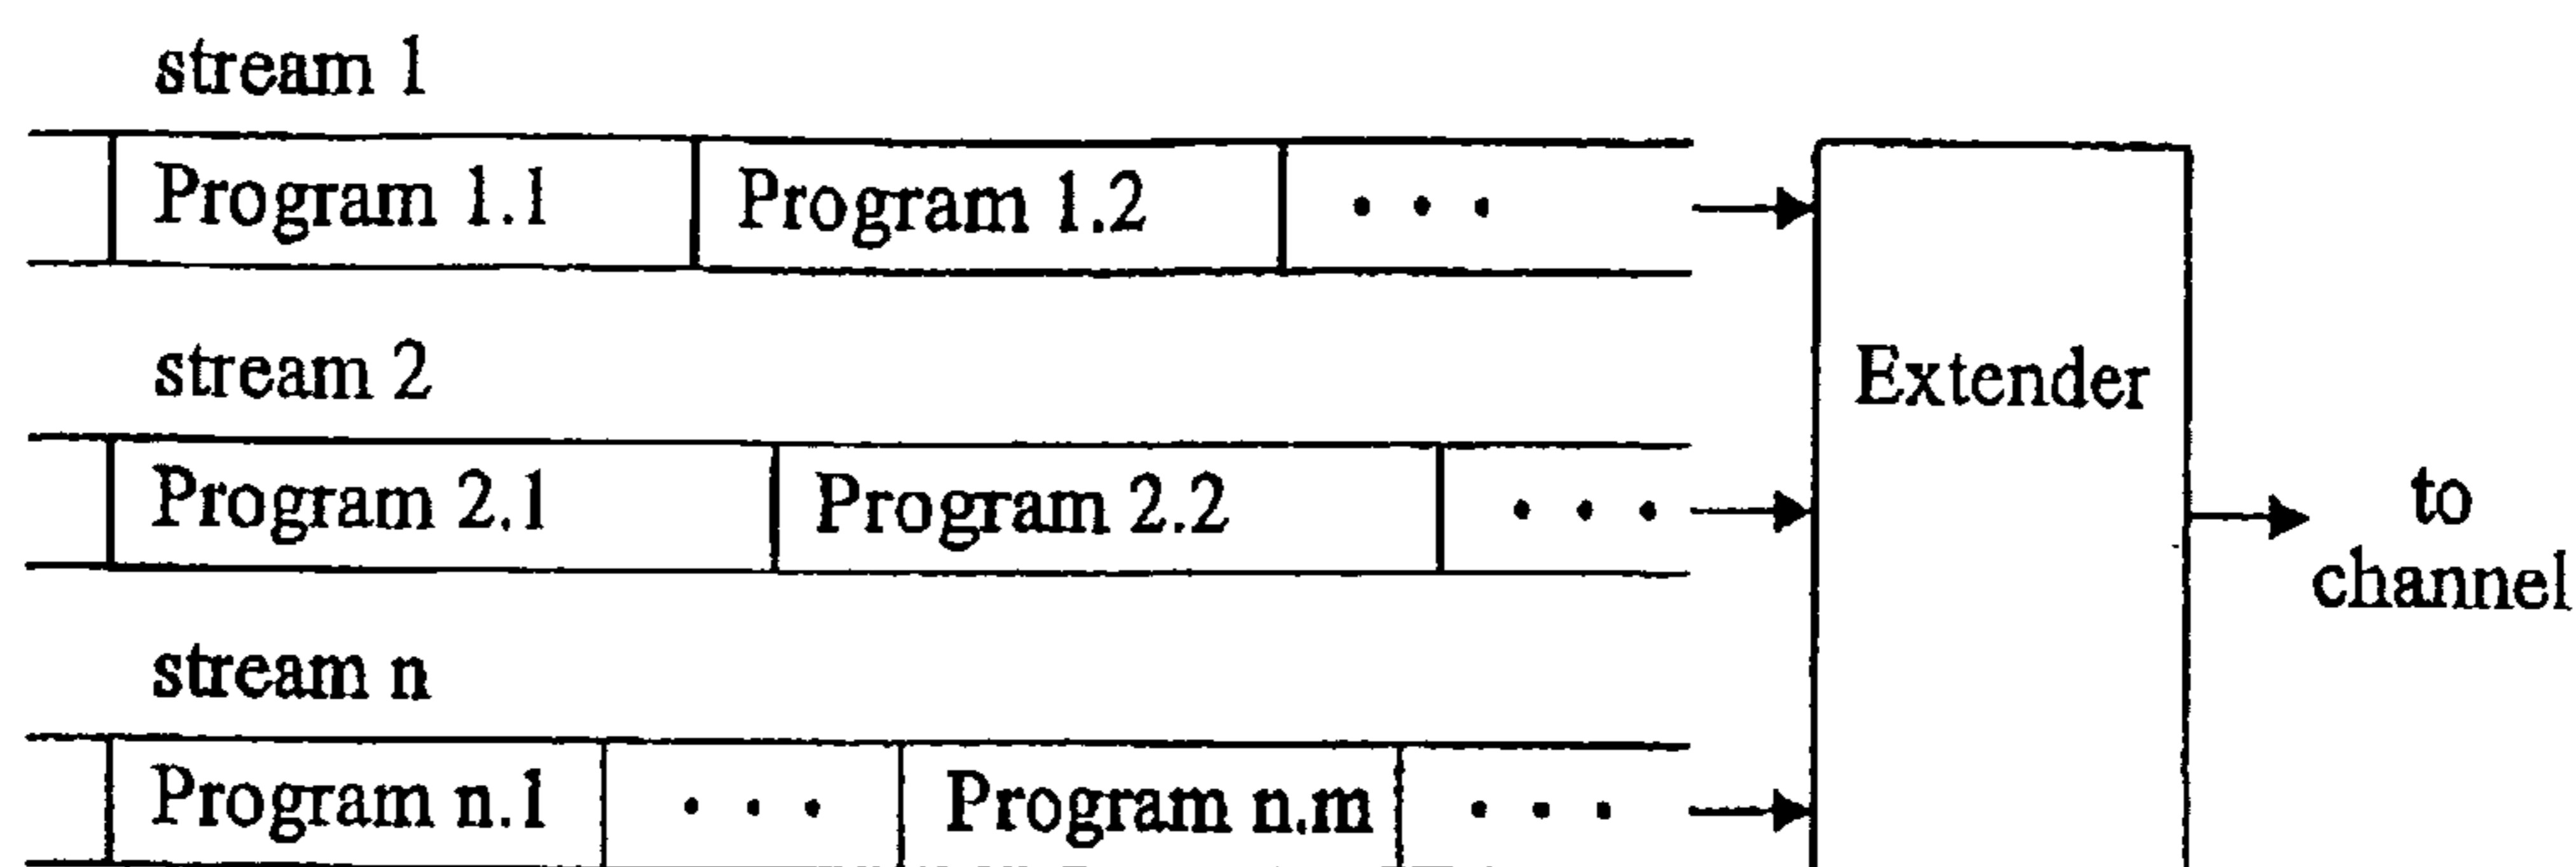 stream 1
Program 1.1 Program 1.2 • • •
stream 2
Extender
Program 2.1 Program 2.2 • • •
to
channel
stream n
Program n.1 • • • Program n.m • • •